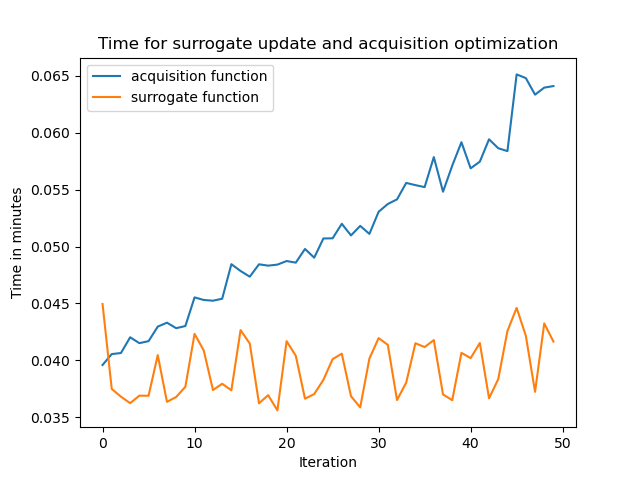 Time for surrogate update and acquisition optimization
acquisition function
surrogate function
0.065
0.060
0.055
0.050
0.045
0.040
0.035
Time in minutes
0 10 20 30 40 50
Iteration